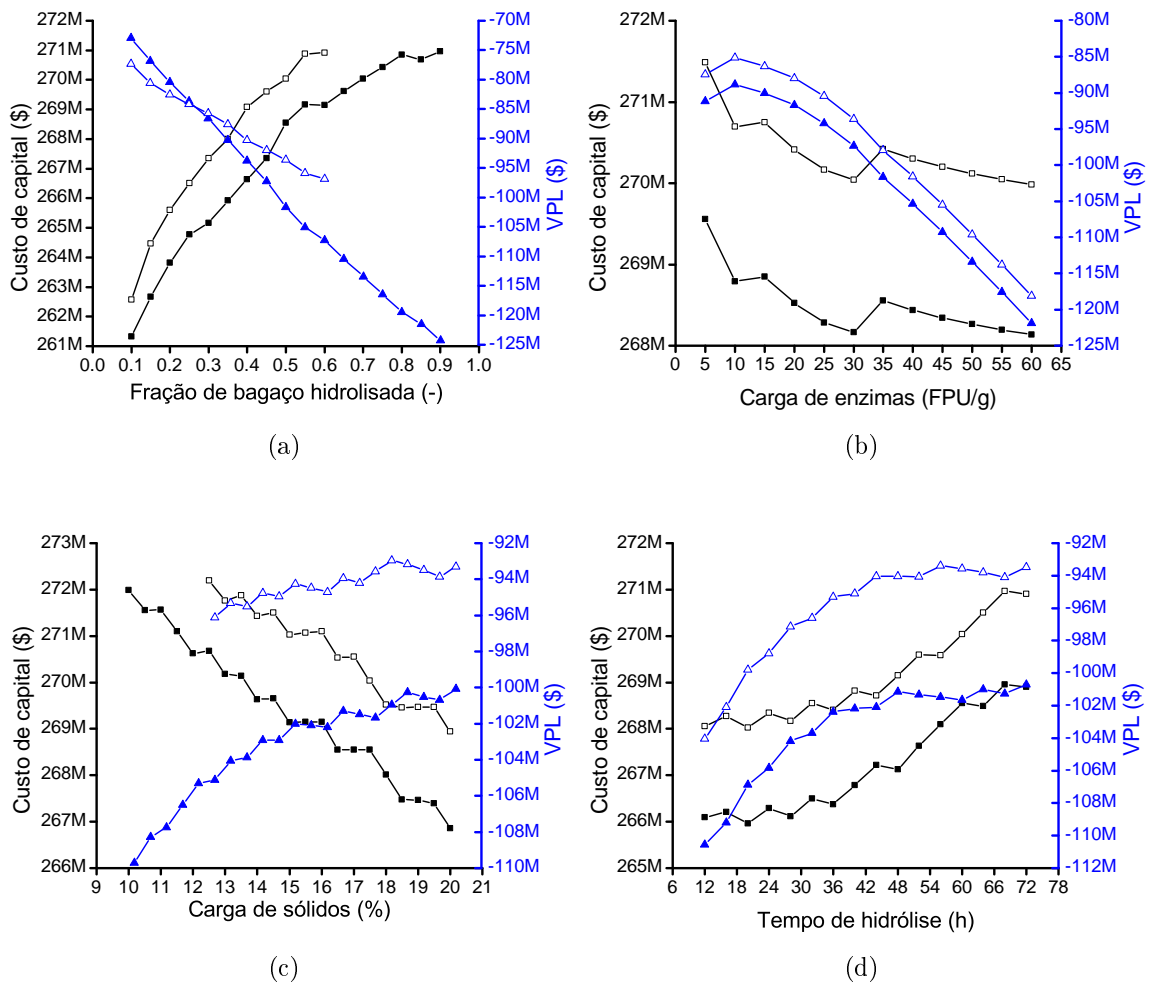 272M
271M
270M
269M
268M
267M
266M
265M
264M
263M
262M
261M
Custo de capital ($)
0.0 0.1 0.2 0.3 0.4 0.5 0.6 0.7 0.8 0.9 1.0
Fração de bagaço hidrolisada (-)
-70M
-75M
-80M
-85M
-90M
-95M
-100M
-105M
-110M
-115M
-120M
-125M
VPL ($)
(a)
272M
271M
270M
269M
268M
Custo de capital ($)
0 5 10 15 20 25 30 35 40 45 50 55 60 65
Carga de enzimas (FPU/g)
-80M
-85M
-90M
-95M
-100M
-105M
-110M
-115M
-120M
-125M
VPL ($)
(b)
273M
272M
271M
270M
269M
268M
267M
266M
Custo de capital ($)
9 10 11 12 13 14 15 16 17 18 19 20 21
Carga de sólidos (%)
-92M
-94M
-96M
-98M
-100M
-102M
-104M
-106M
-108M
-110M
VPL ($)
(c)
272M
271M
270M
269M
268M
267M
266M
265M
Custo de capital ($)
6 12 18 24 30 36 42 48 54 60 66 72 78
Tempo de hidrólise (h)
-92M
-94M
-96M
-98M
-100M
-102M
-104M
-106M
-108M
-110M
-112M
VPL ($)
(d)